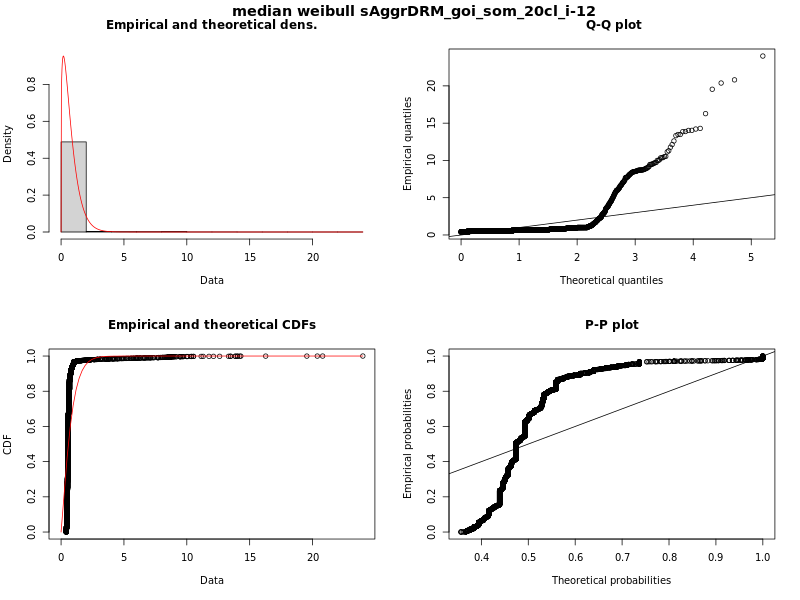 median weibull sAggrDRM_goi_som_20cl_i-12
Empirical and theoretical dens.
Density
0.0 0.2 0.4 0.6 0.8
0 5 10 15 20
Data
Q-Q plot
Empirical quantiles
0 5 10 15 20
0 1 2 3 4 5
Theoretical quantiles
Empirical and theoretical CDFs
CDF
0.0 0.2 0.4 0.6 0.8 1.0
0 5 10 15 20
Data
P-P plot
Empirical probabilities
0.0 0.2 0.4 0.6 0.8 1.0
0.4 0.5 0.6 0.7 0.8 0.9 1.0
Theoretical probabilities